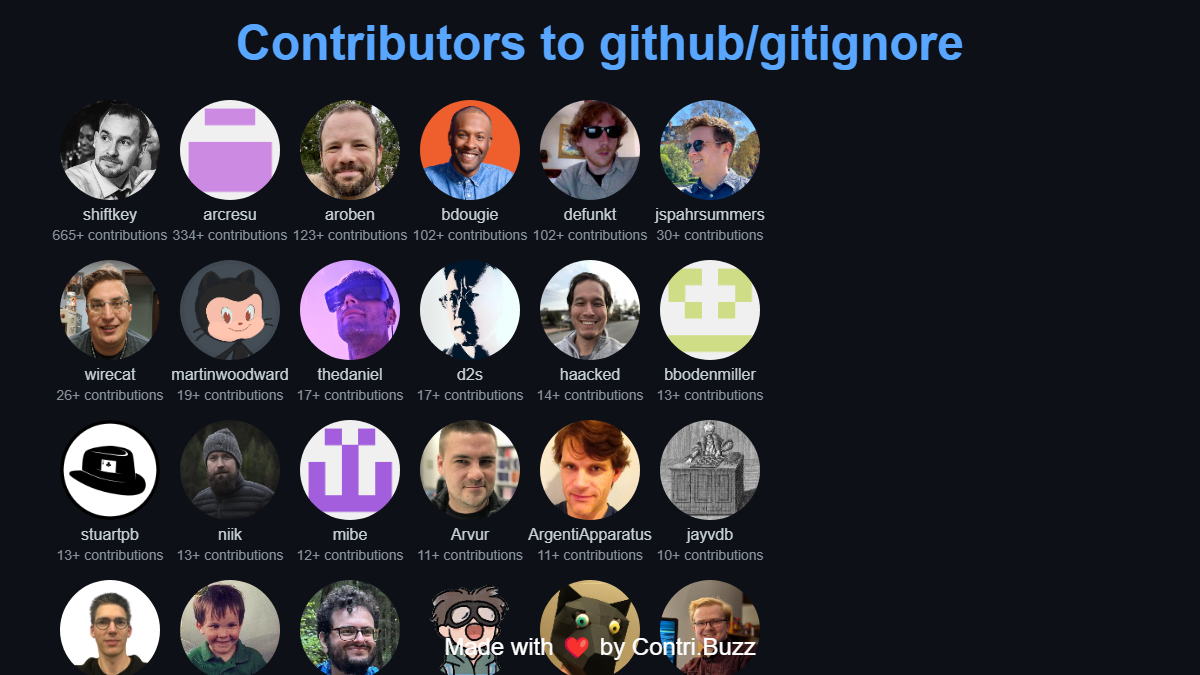 Contributors to github/gitignore
shiftkey arcresu aroben bdougie defunkt jspahrsummers
665+ contributions 334+ contributions 123+ contributions 102+ contributions 102+ contributions 30+ contributions
wirecat martinwoodward thedaniel d2s haacked bbodenmiller
26+ contributions 19+ contributions 17+ contributions 17+ contributions 14+ contributions 13+ contributions
stuartpb niik mibe Arvur ArgentiApparatus jayvdb
13+ contributions 13+ contributions 12+ contributions 11+ contributions 11+ contributions 10+ contributions
Made with ❤️ by Contri.Buzz